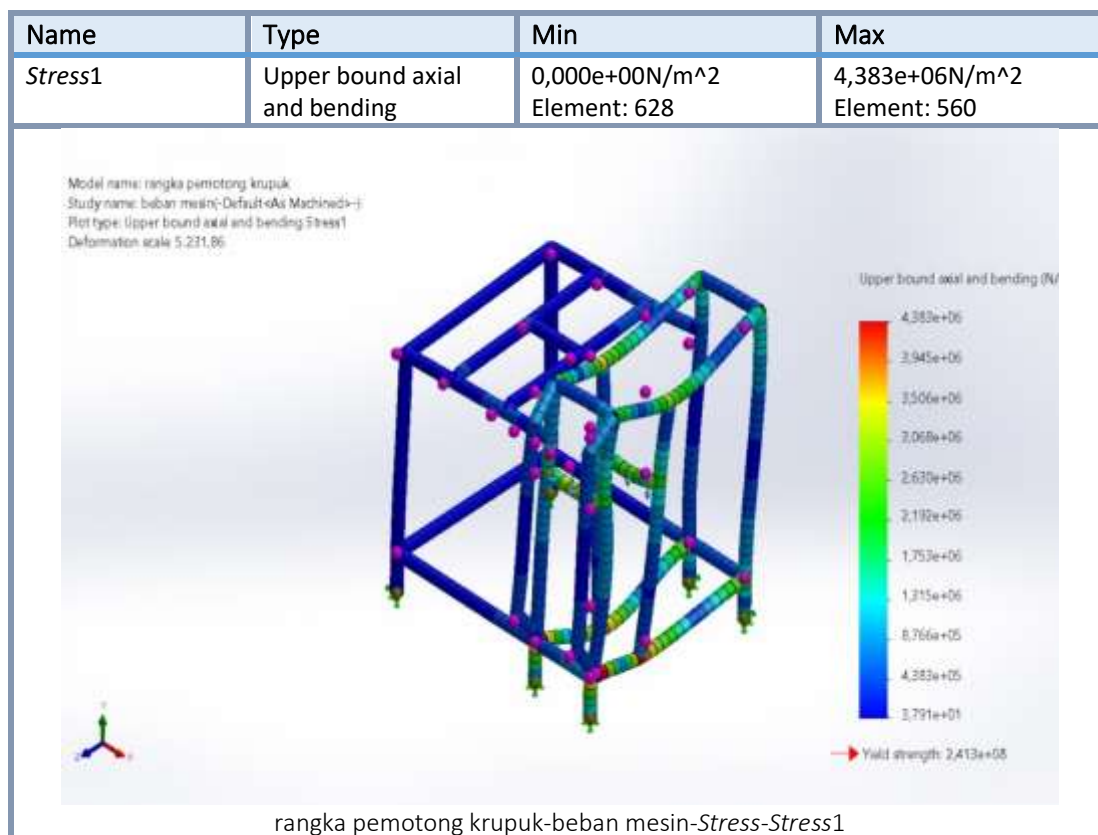 Name Type Min Max
Stress1 Upper bound axial and bending 0,000e+00N/m^2 Element: 628 4,383e+06N/m^2 Element: 560
Model name: rangka pemotong krupuk
Study name: beban mesin(-Default<As Machined>-)
Plot type: Upper bound axial and bending Stress1
Deformation scale: 5.231,86
Upper bound axial and bending (N/
4,383e+06
3,945e+06
3,506e+06
3,068e+06
2,630e+06
2,192e+06
1,753e+06
1,315e+06
8,766e+05
4,383e+05
3,791e+01
Yield strength: 2,413e+08
Y
Z
X
rangka pemotong krupuk-beban mesin-Stress-Stress1